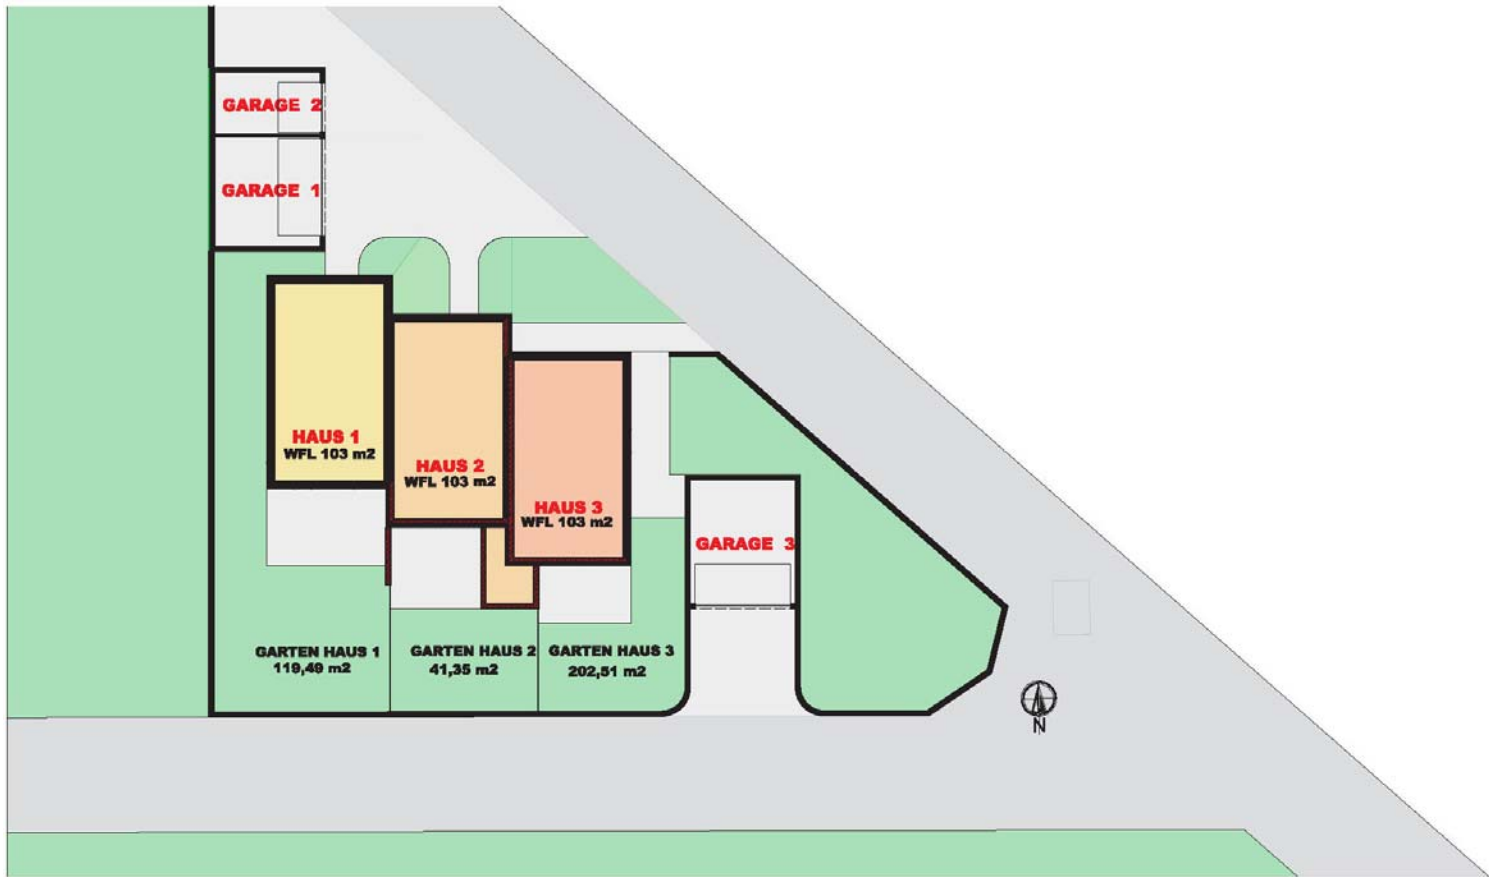 GARAGE 2
GARAGE 1
HAUS 1
WFL 103 m2
HAUS 2
WFL 103 m2
HAUS 3
WFL 103 m2
GARAGE 3
GARTEN HAUS 1
119,49 m2
GARTEN HAUS 2
41,35 m2
GARTEN HAUS 3
202,51 m2
N